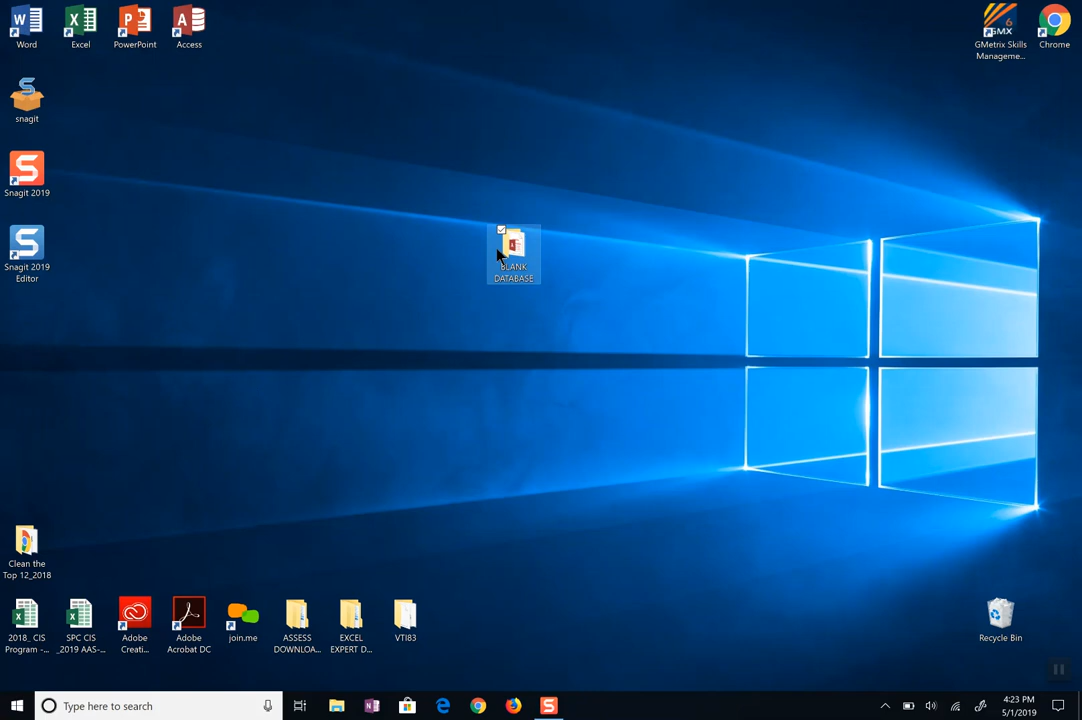 Word
Excel
PowerPoint
Access
GMetrix Skills
Manageme...
Chrome
snagit
Snagit 2019
Snagit 2019
Editor
BLANK
DATABASE
Clean the
Top 12_2018
2018_ CIS
Program -...
SPC CIS
_2019 AAS-...
Adobe
Creati...
Adobe
Acrobat DC
join.me
ASSESS
DOWNLOA...
EXCEL
EXPERT D...
VTI83
Recycle Bin
Type here to search
4:23 PM
5/1/2019